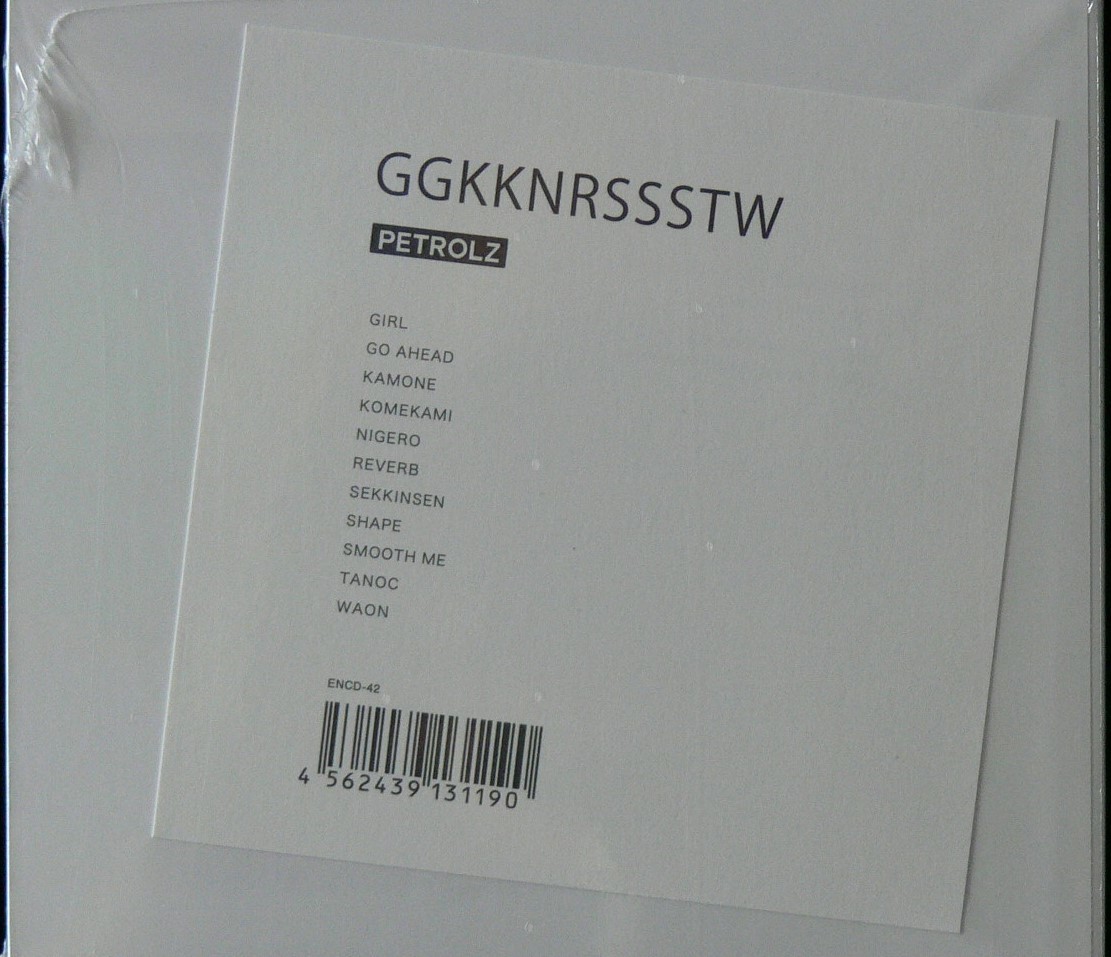 GGKKNRSSSTW
PETROLZ
GIRL
GO AHEAD
KAMONE
KOMEKAMI
NIGERO
REVERB
SEKKINSEN
SHAPE
SMOOTH ME
TANOC
WAON
ENCD-42
4 562439 131190